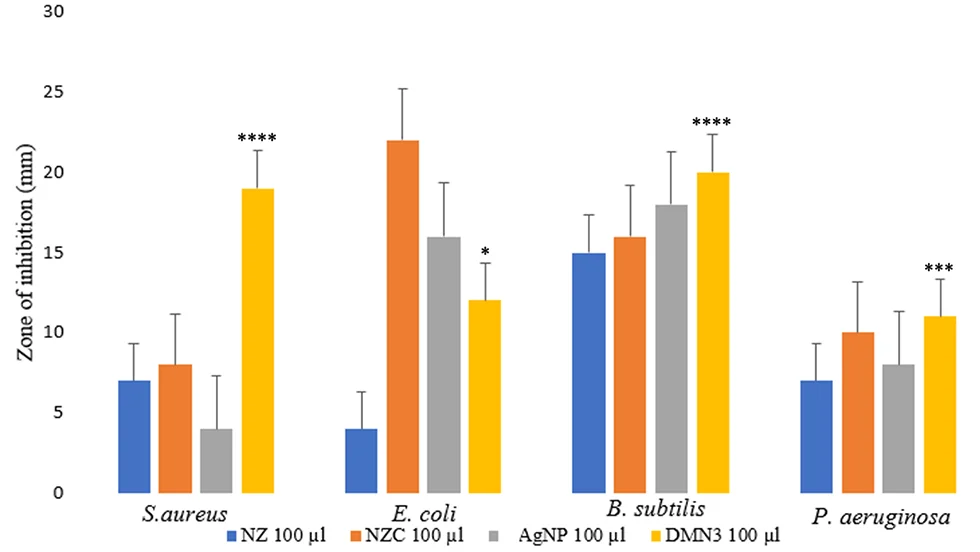 30
25
20
15
10
5
0
Zone of inhibition (mm)
****
*
****
***
S.aureus
E. coli
B. subtilis
P. aeruginosa
NZ 100 µl
NZC 100 µl
AgNP 100 µl
DMN3 100 µl